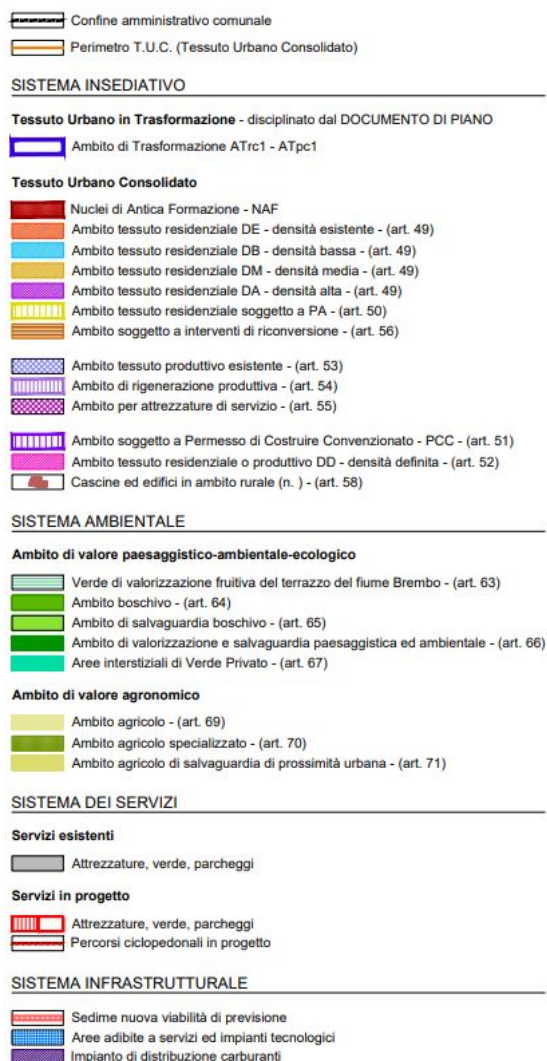 Confine amministrativo comunale
Perimetro T.U.C. (Tessuto Urbano Consolidato)
SISTEMA INSEDIATIVO
Tessuto Urbano in Trasformazione - disciplinato dal DOCUMENTO DI PIANO
Ambito di Trasformazione ATrc1 - ATpc1
Tessuto Urbano Consolidato
Nuclei di Antica Formazione - NAF
Ambito tessuto residenziale DE - densità esistente - (art. 49)
Ambito tessuto residenziale DB - densità bassa - (art. 49)
Ambito tessuto residenziale DM - densità media - (art. 49)
Ambito tessuto residenziale DA - densità alta - (art. 49)
Ambito tessuto residenziale soggetto a PA - (art. 50)
Ambito soggetto a interventi di riconversione - (art. 56)
Ambito tessuto produttivo esistente - (art. 53)
Ambito di rigenerazione produttiva - (art. 54)
Ambito per attrezzature di servizio - (art. 55)
Ambito soggetto a Permesso di Costruire Convenzionato - PCC - (art. 51)
Ambito tessuto residenziale o produttivo DD - densità definita - (art. 52)
Cascine ed edifici in ambito rurale (n. ) - (art. 58)
SISTEMA AMBIENTALE
Ambito di valore paesaggistico-ambientale-ecologico
Verde di valorizzazione fruitiva del terrazzo del fiume Brembo - (art. 63)
Ambito boschivo - (art. 64)
Ambito di salvaguardia boschivo - (art. 65)
Ambito di valorizzazione e salvaguardia paesaggistica ed ambientale - (art. 66)
Aree interstiziali di Verde Privato - (art. 67)
Ambito di valore agronomico
Ambito agricolo - (art. 69)
Ambito agricolo specializzato - (art. 70)
Ambito agricolo di salvaguardia di prossimità urbana - (art. 71)
SISTEMA DEI SERVIZI
Servizi esistenti
Attrezzature, verde, parcheggi
Servizi in progetto
Attrezzature, verde, parcheggi
Percorsi ciclopedonali in progetto
SISTEMA INFRASTRUTTURALE
Sedime nuova viabilità di previsione
Aree adibite a servizi ed impianti tecnologici
Impianto di distribuzione carburanti